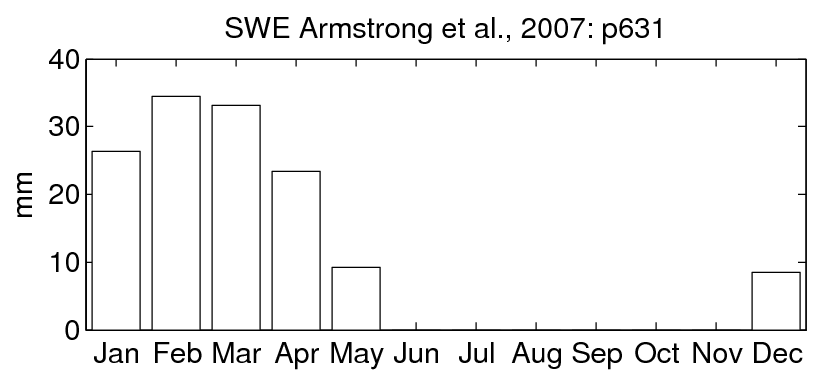 SWE Armstrong et al., 2007: p631
40
30
20
10
0
mm
Jan Feb Mar Apr May Jun Jul Aug Sep Oct Nov Dec